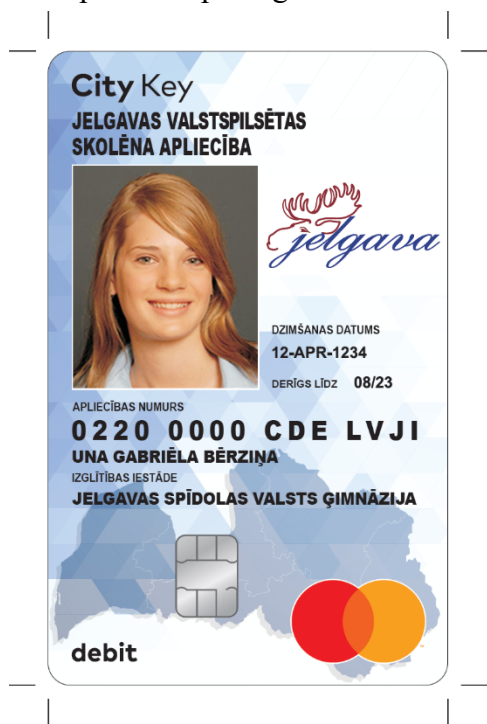 City Key
JELGAVAS VALSTSPILSĒTAS
SKOLĒNA APLIECĪBA
jelgava
DZIMŠANAS DATUMS
12-APR-1234
DERĪGS LĪDZ 08/23
APLIECĪBAS NUMURS
0220 0000 CDE LVJI
UNA GABRIĒLA BĒRZIŅA
IZGLĪTĪBAS IESTĀDE
JELGAVAS SPĪDOLAS VALSTS ĢIMNĀZIJA
debit